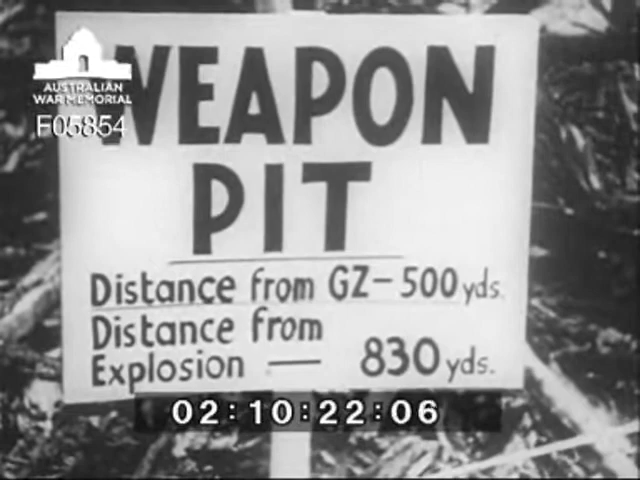 WEAPON
PIT
Distance from GZ - 500 yds.
Distance from
Explosion — 830 yds.
AUSTRALIAN
WAR MEMORIAL
F05854
02:10:22:06